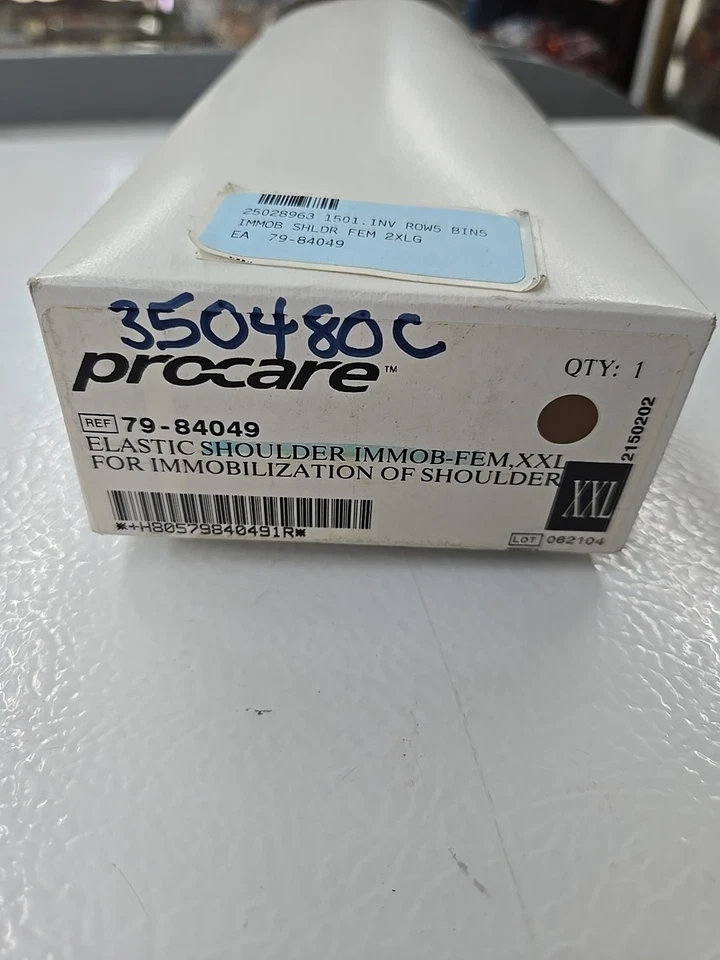 25028963 1501.INV ROW5 BIN5
IMMOB SHLDR FEM 2XLG
EA 79-84049
350480C
procare™
QTY: 1
REF 79-84049
ELASTIC SHOULDER IMMOB-FEM,XXL
FOR IMMOBILIZATION OF SHOULDER
XXL
2150202
*+H80579840491R*
LOT 062104